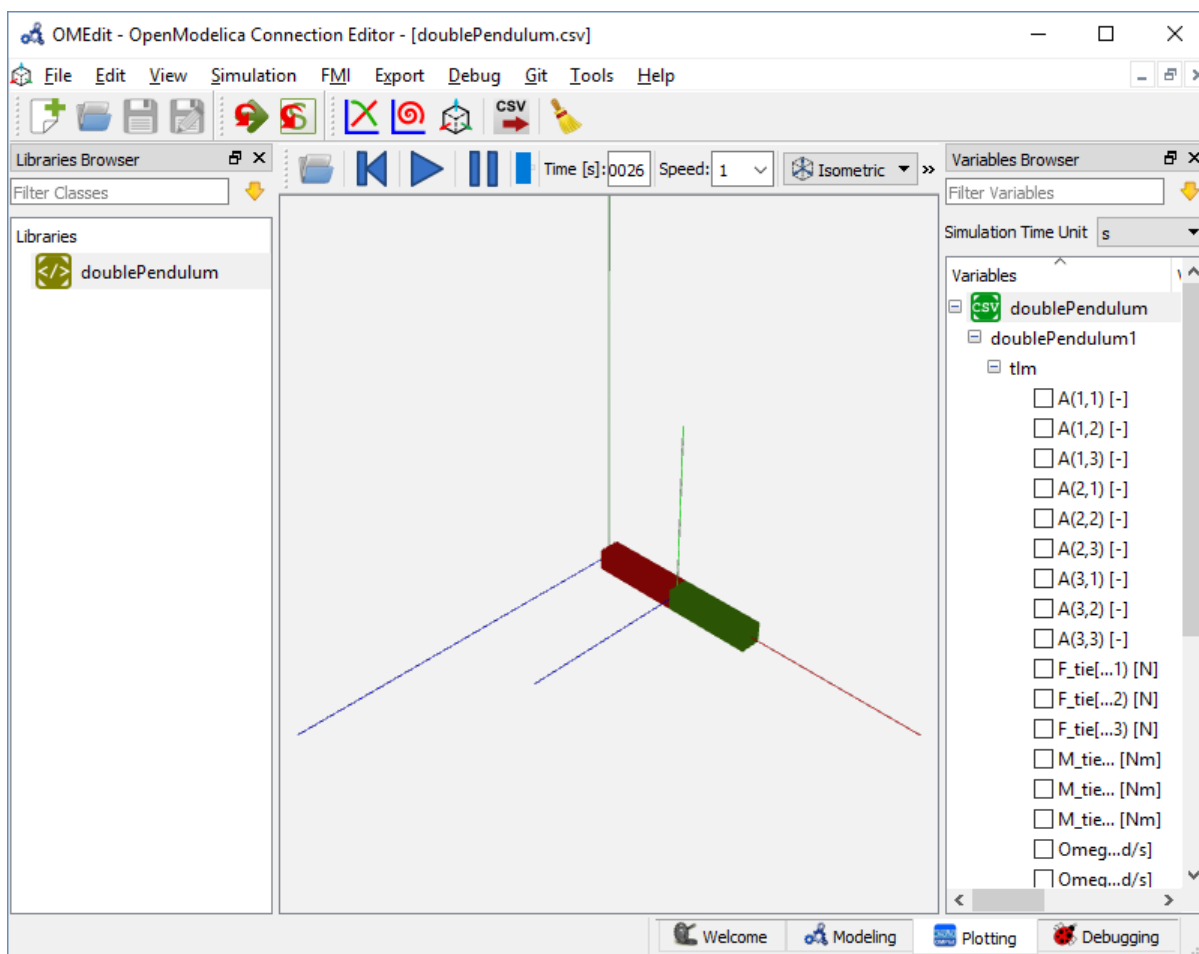 OMEdit - OpenModelica Connection Editor - [doublePendulum.csv]
File Edit View Simulation FMI Export Debug Git Tools Help
CSV
Libraries Browser
Filter Classes
Libraries
</>
doublePendulum
Time [s]: 0026 Speed: 1 Isometric »
Variables Browser
Filter Variables
Simulation Time Unit s
Variables
CSV doublePendulum
doublePendulum1
tlm
A(1,1) [-]
A(1,2) [-]
A(1,3) [-]
A(2,1) [-]
A(2,2) [-]
A(2,3) [-]
A(3,1) [-]
A(3,2) [-]
A(3,3) [-]
F_tie[...1) [N]
F_tie[...2) [N]
F_tie[...3) [N]
M_tie... [Nm]
M_tie... [Nm]
M_tie... [Nm]
Omeg...d/s]
Omeg...d/s]
Welcome Modeling Plotting Debugging